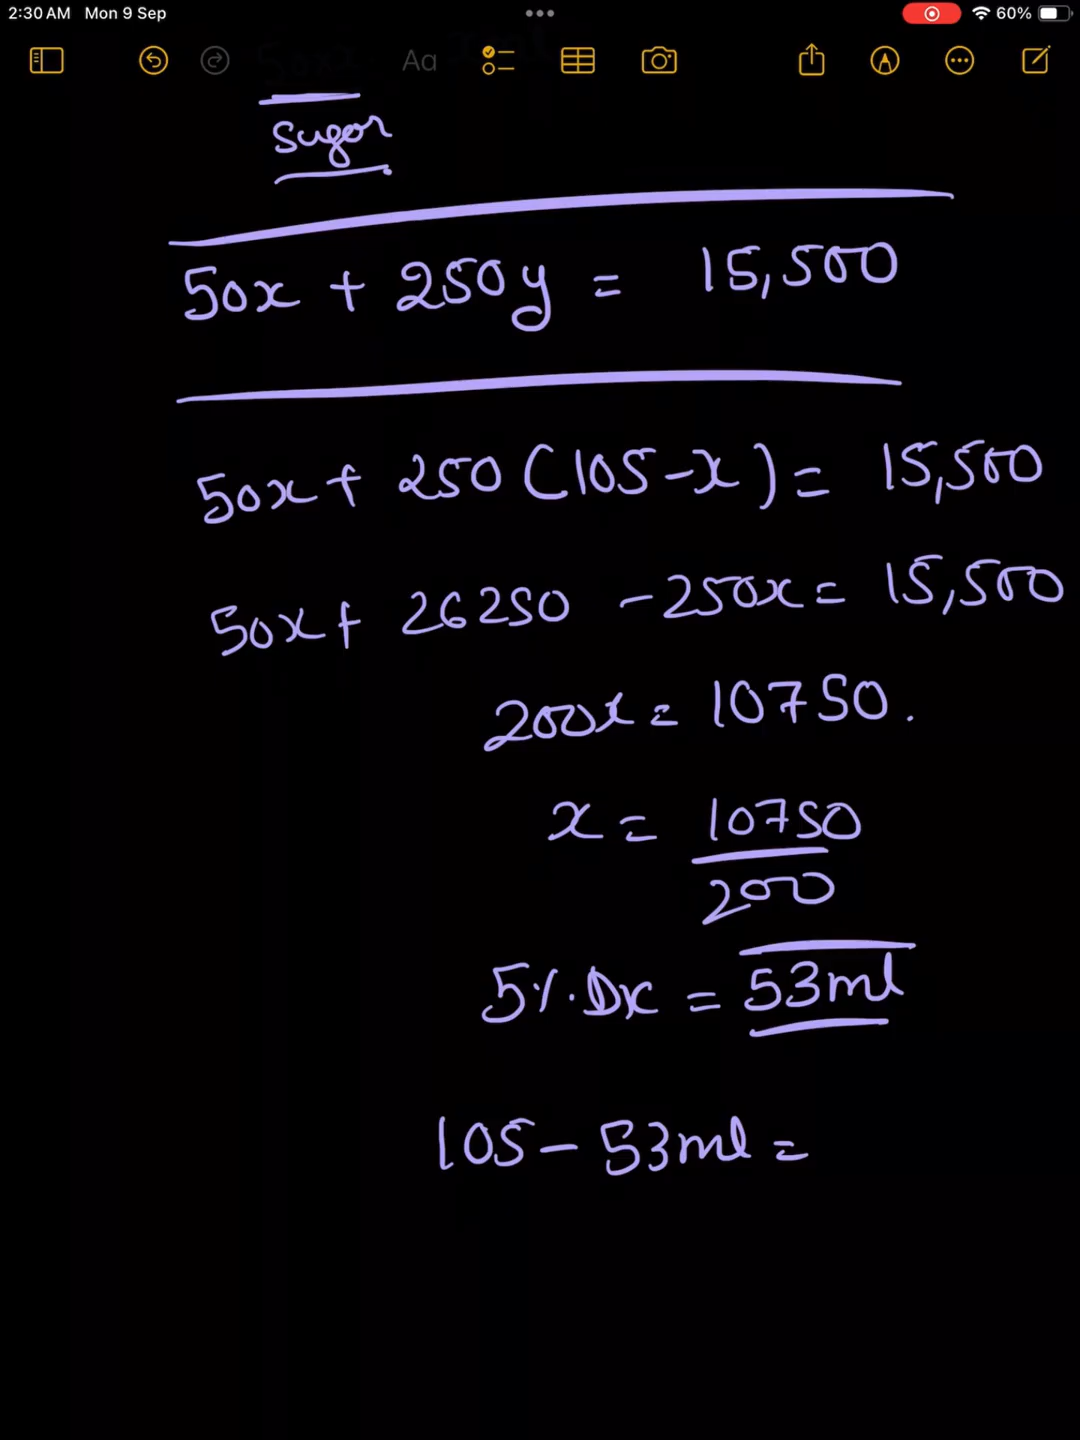 2:30 AM Mon 9 Sep
60%
Aa
Sugar
50x + 250y = 15,500
50x + 250 (105-x) = 15,500
50x + 26250 - 250x = 15,500
200x = 10750.
x = 10750
200
5%. Dx = 53ml
105 - 53ml =